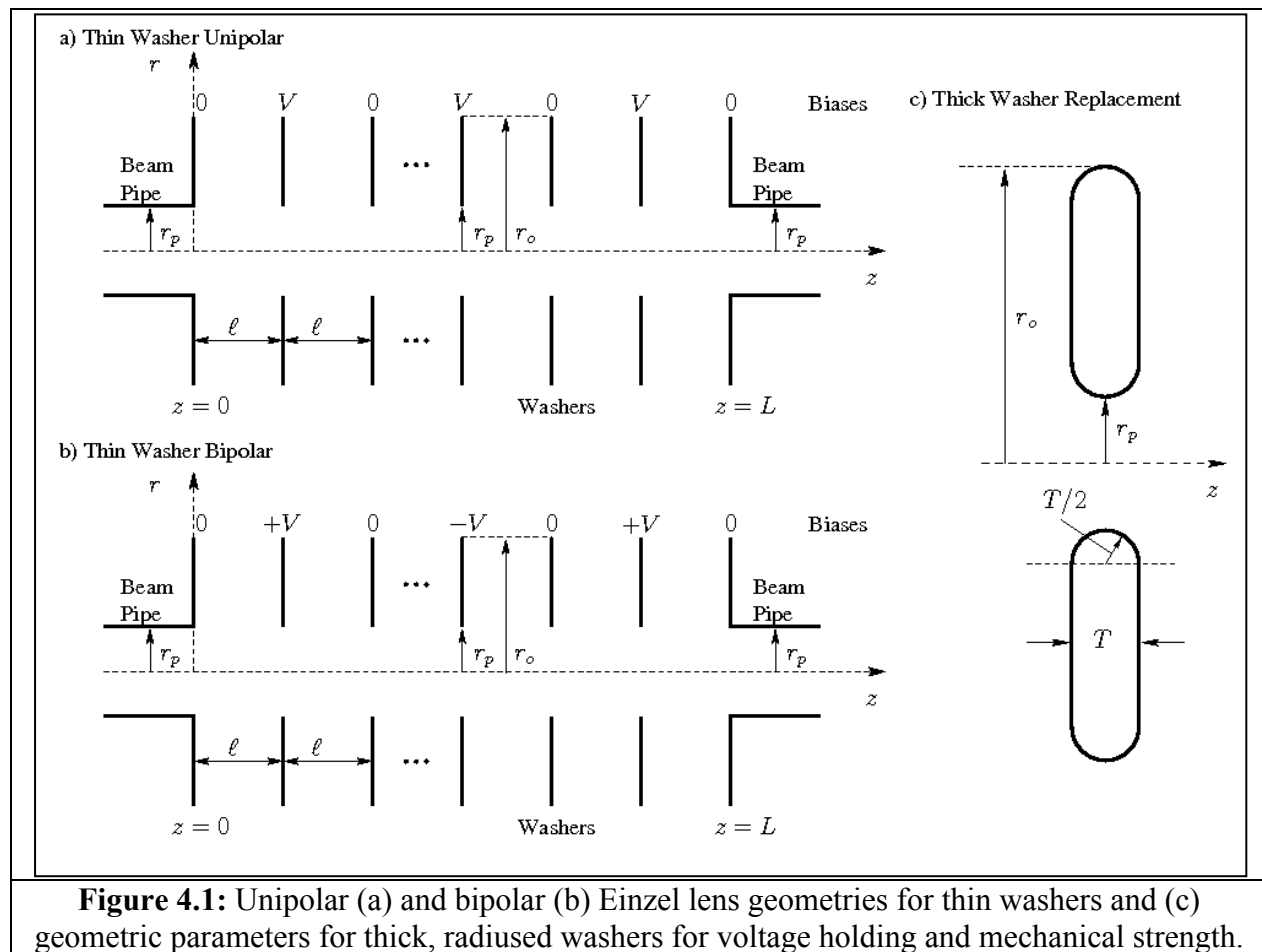 a) Thin Washer Unipolar
r
0 V 0 V 0 V 0 Biases
c) Thick Washer Replacement
Beam
Pipe
Beam
Pipe
...
r_p r_p r_o r_p
z
ℓ ℓ
...
z = 0 Washers z = L
r_o
r_p
z
b) Thin Washer Bipolar
r
0 +V 0 −V 0 +V 0 Biases
T/2
Beam
Pipe
Beam
Pipe
...
r_p r_p r_o r_p
z
T
ℓ ℓ
...
z = 0 Washers z = L
Figure 4.1: Unipolar (a) and bipolar (b) Einzel lens geometries for thin washers and (c)
geometric parameters for thick, radiused washers for voltage holding and mechanical strength.